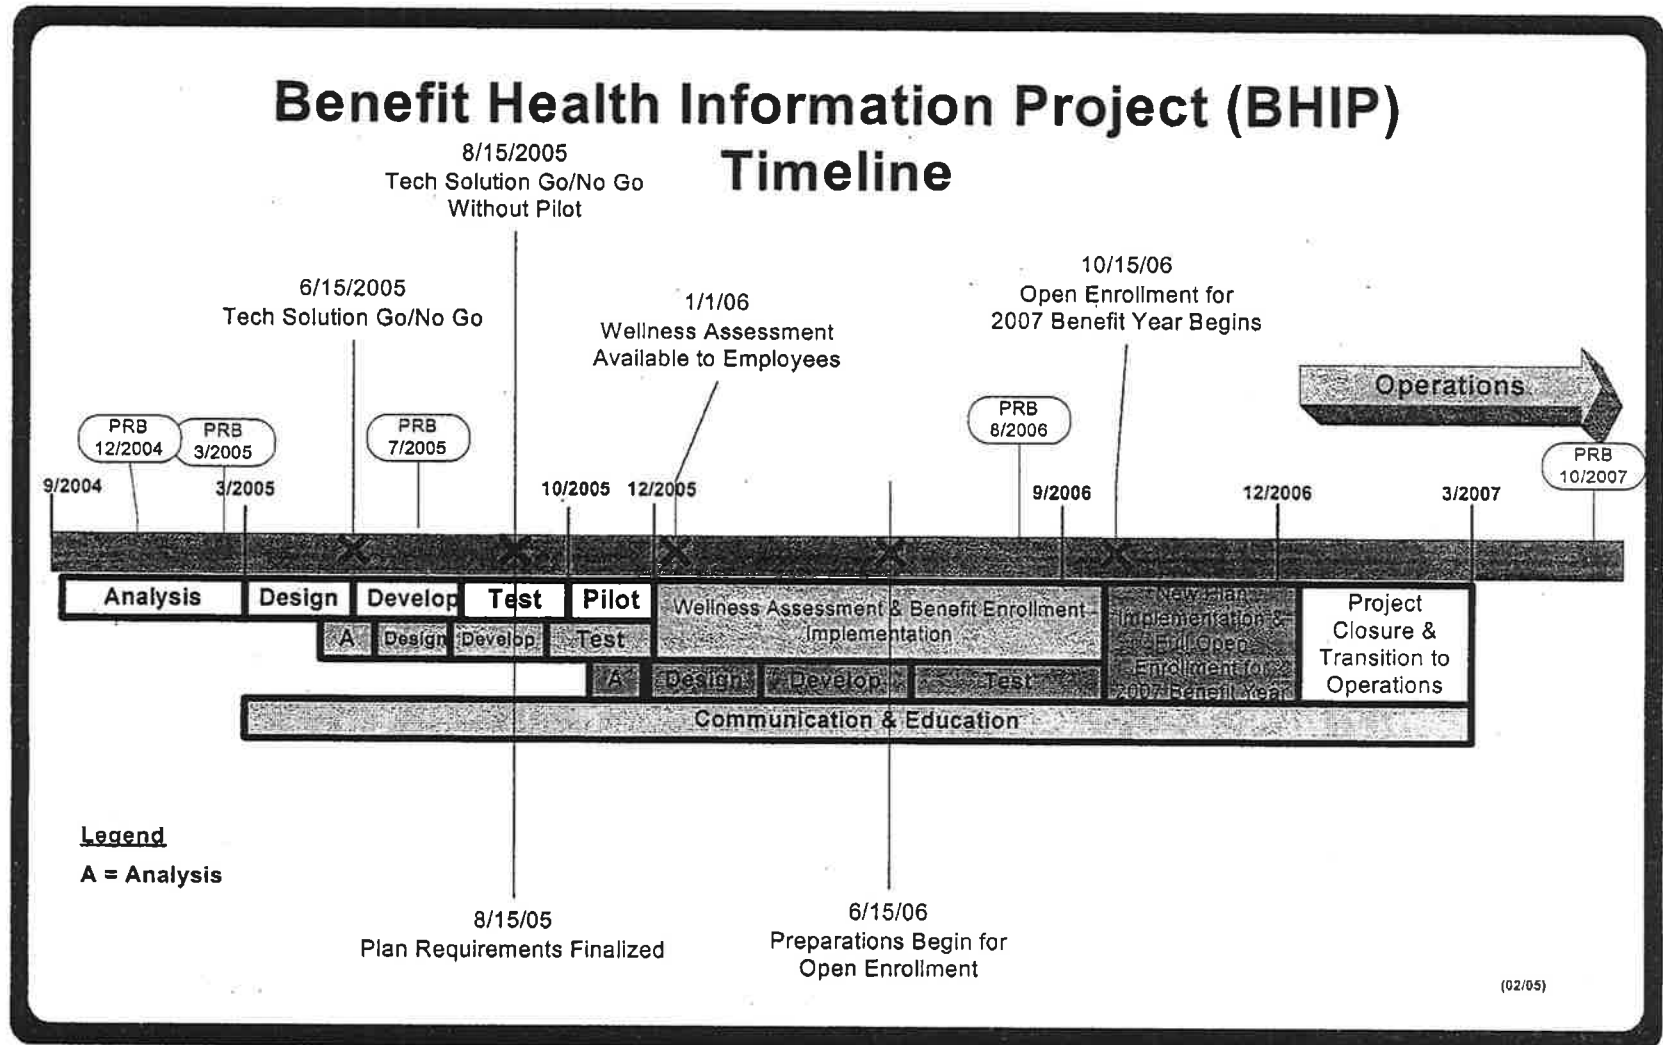 Benefit Health Information Project (BHIP)
Timeline
8/15/2005
Tech Solution Go/No Go
Without Pilot
6/15/2005
Tech Solution Go/No Go
1/1/06
Wellness Assessment
Available to Employees
10/15/06
Open Enrollment for
2007 Benefit Year Begins
Operations
PRB
12/2004
PRB
3/2005
PRB
7/2005
PRB
8/2006
PRB
10/2007
9/2004
3/2005
10/2005
12/2005
9/2006
12/2006
3/2007
Analysis
Design
Develop
Test
Pilot
Wellness Assessment & Benefit Enrollment
Implementation
New Plan
Implementation &
Full Open
Enrollment for
2007 Benefit Year
Project
Closure &
Transition to
Operations
A
Design
Develop
Test
A
Design
Develop
Test
Communication & Education
Legend
A = Analysis
8/15/05
Plan Requirements Finalized
6/15/06
Preparations Begin for
Open Enrollment
(02/05)